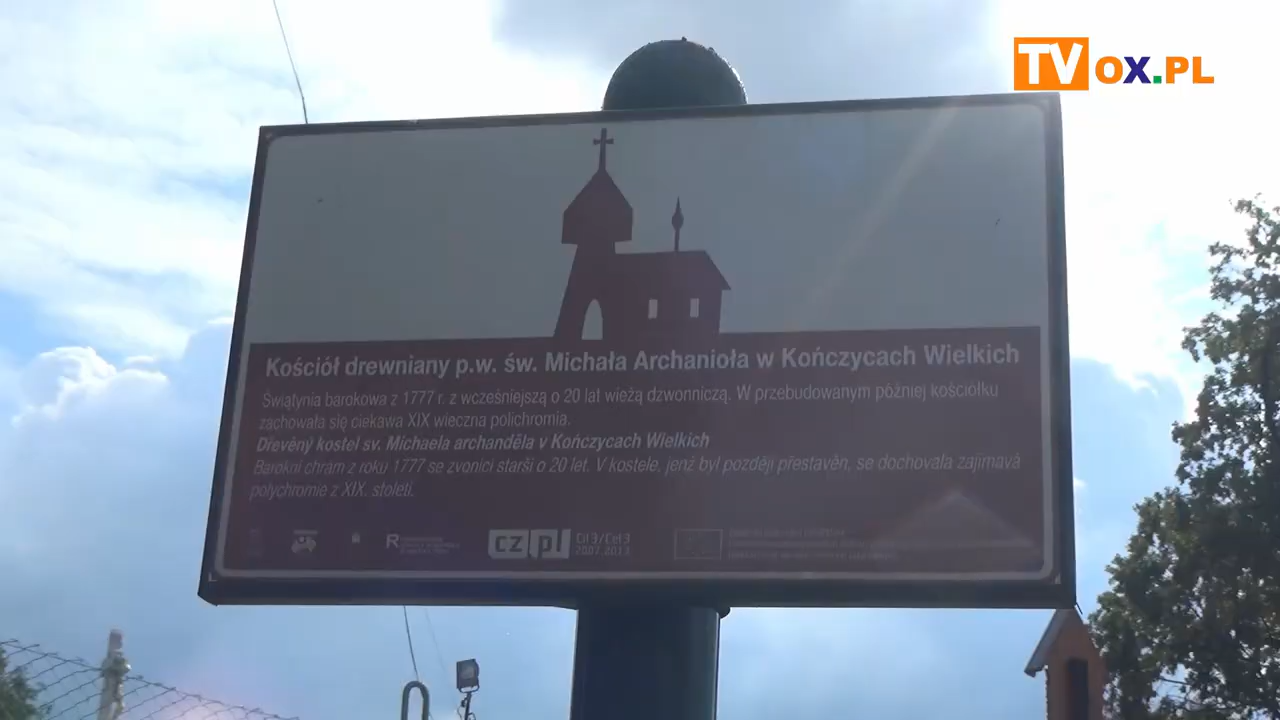 TVOX.PL
Kościół drewniany p.w. św. Michała Archanioła w Kończycach Wielkich
Świątynia barokowa z 1777 r. z wcześniejszą o 20 lat wieżą dzwonniczą. W przebudowanym później kościołku
zachowała się ciekawa XIX wieczna polichromia.
Dřevěný kostel sv. Michaela archanděla v Kończycach Wielkich
Barokní chrám z roku 1777 se zvonicí starší o 20 let. V kostele, jenž byl později přestavěn, se dochovala zajímavá
polychromie z XIX. století.
R
cz pl
Cíl 3/Cel 3
2007-2013